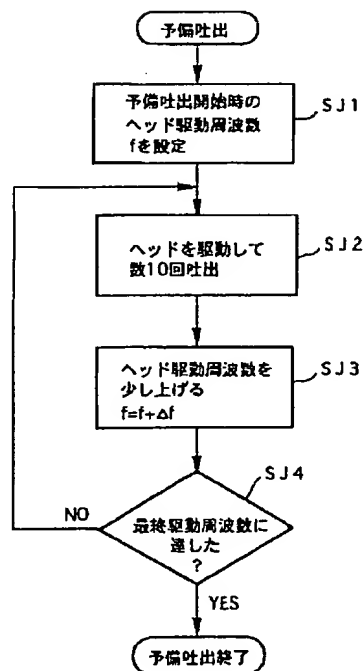 予備吐出
予備吐出開始時の
ヘッド駆動周波数
fを設定
SJ1
ヘッドを駆動して
数10回吐出
SJ2
ヘッド駆動周波数を
少し上げる
f=f+Δf
SJ3
SJ4
最終駆動周波数に
達した
?
NO
YES
予備吐出終了